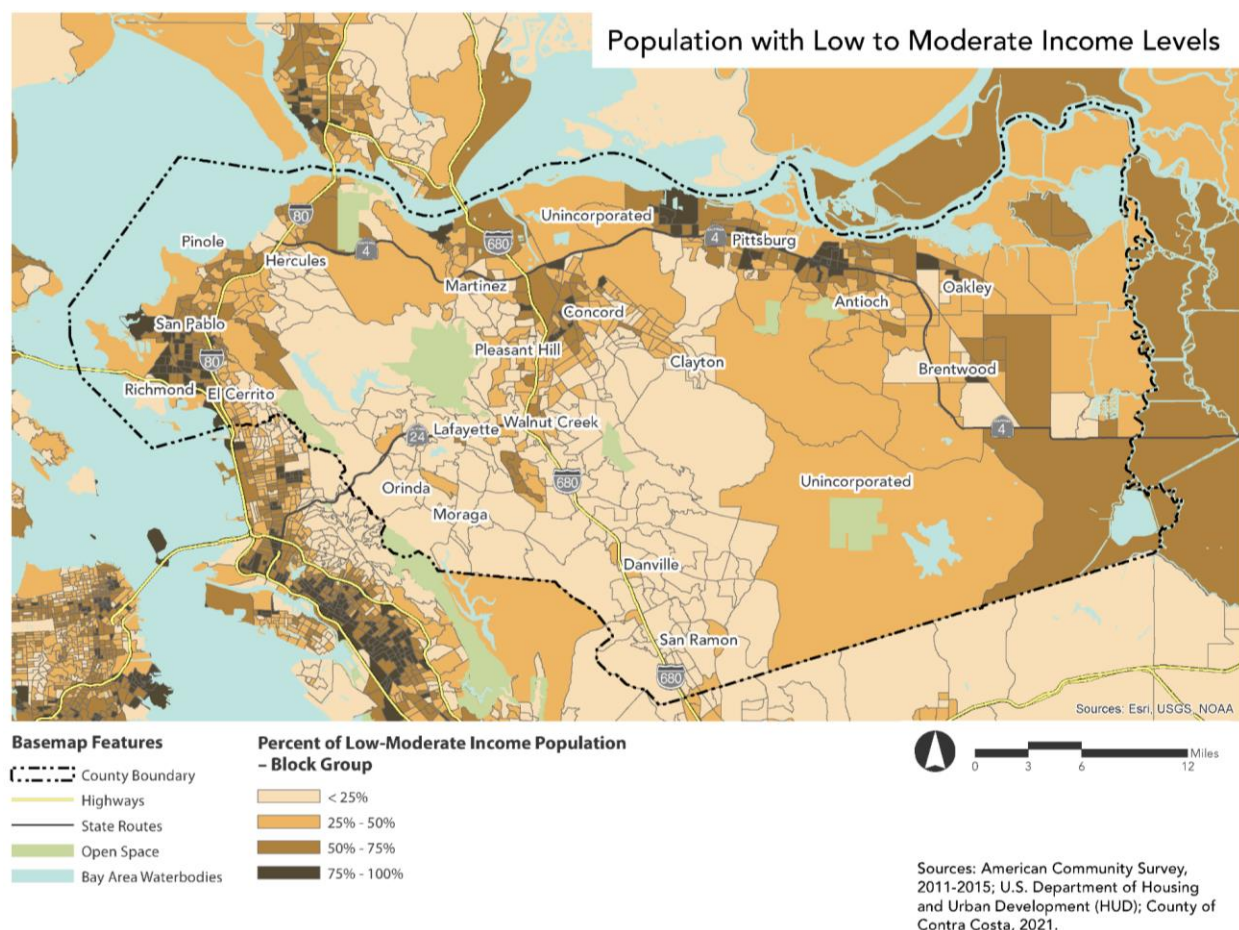 Population with Low to Moderate Income Levels
80
Unincorporated
680
4
Pinole
4
Pittsburg
Hercules
Martinez
Oakley
Antioch
Concord
San Pablo
80
Pleasant Hill
Clayton
Brentwood
Richmond
El Cerrito
Walnut Creek
Lafayette
24
4
680
Unincorporated
Orinda
Moraga
Danville
San Ramon
680
Sources: Esri, USGS, NOAA
Basemap Features
County Boundary
Highways
State Routes
Open Space
Bay Area Waterbodies
Percent of Low-Moderate Income Population
– Block Group
< 25%
25% - 50%
50% - 75%
75% - 100%
Miles
0 3 6 12
Sources: American Community Survey,
2011-2015; U.S. Department of Housing
and Urban Development (HUD); County of
Contra Costa, 2021.